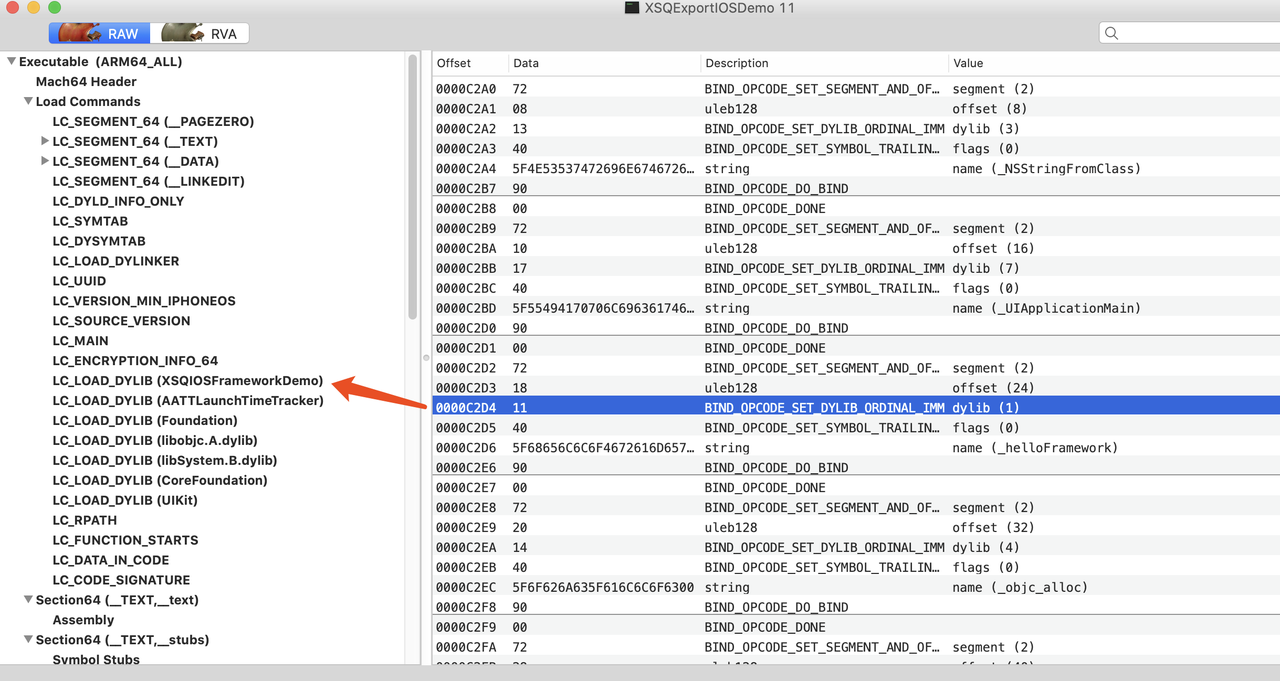 XSQExportIOSDemo 11
RAW RVA
Executable (ARM64_ALL)
Mach64 Header
Load Commands
LC_SEGMENT_64 (__PAGEZERO)
LC_SEGMENT_64 (__TEXT)
LC_SEGMENT_64 (__DATA)
LC_SEGMENT_64 (__LINKEDIT)
LC_DYLD_INFO_ONLY
LC_SYMTAB
LC_DYSYMTAB
LC_LOAD_DYLINKER
LC_UUID
LC_VERSION_MIN_IPHONEOS
LC_SOURCE_VERSION
LC_MAIN
LC_ENCRYPTION_INFO_64
LC_LOAD_DYLIB (XSQIOSFrameworkDemo)
LC_LOAD_DYLIB (AATTLaunchTimeTracker)
LC_LOAD_DYLIB (Foundation)
LC_LOAD_DYLIB (libobjc.A.dylib)
LC_LOAD_DYLIB (libSystem.B.dylib)
LC_LOAD_DYLIB (CoreFoundation)
LC_LOAD_DYLIB (UIKit)
LC_RPATH
LC_FUNCTION_STARTS
LC_DATA_IN_CODE
LC_CODE_SIGNATURE
Section64 (__TEXT,__text)
Assembly
Section64 (__TEXT,__stubs)
Symbol Stubs
Offset Data Description Value
0000C2A0 72 BIND_OPCODE_SET_SEGMENT_AND_OF… segment (2)
0000C2A1 08 uleb128 offset (8)
0000C2A2 13 BIND_OPCODE_SET_DYLIB_ORDINAL_IMM dylib (3)
0000C2A3 40 BIND_OPCODE_SET_SYMBOL_TRAILIN… flags (0)
0000C2A4 5F4E53537472696E6746726… string name (_NSStringFromClass)
0000C2B7 90 BIND_OPCODE_DO_BIND
0000C2B8 00 BIND_OPCODE_DONE
0000C2B9 72 BIND_OPCODE_SET_SEGMENT_AND_OF… segment (2)
0000C2BA 10 uleb128 offset (16)
0000C2BB 17 BIND_OPCODE_SET_DYLIB_ORDINAL_IMM dylib (7)
0000C2BC 40 BIND_OPCODE_SET_SYMBOL_TRAILIN… flags (0)
0000C2BD 5F55494170706C696361746… string name (_UIApplicationMain)
0000C2D0 90 BIND_OPCODE_DO_BIND
0000C2D1 00 BIND_OPCODE_DONE
0000C2D2 72 BIND_OPCODE_SET_SEGMENT_AND_OF… segment (2)
0000C2D3 18 uleb128 offset (24)
0000C2D4 11 BIND_OPCODE_SET_DYLIB_ORDINAL_IMM dylib (1)
0000C2D5 40 BIND_OPCODE_SET_SYMBOL_TRAILIN… flags (0)
0000C2D6 5F68656C6C6F4672616D657… string name (_helloFramework)
0000C2E6 90 BIND_OPCODE_DO_BIND
0000C2E7 00 BIND_OPCODE_DONE
0000C2E8 72 BIND_OPCODE_SET_SEGMENT_AND_OF… segment (2)
0000C2E9 20 uleb128 offset (32)
0000C2EA 14 BIND_OPCODE_SET_DYLIB_ORDINAL_IMM dylib (4)
0000C2EB 40 BIND_OPCODE_SET_SYMBOL_TRAILIN… flags (0)
0000C2EC 5F6F626A635F616C6C6F6300 string name (_objc_alloc)
0000C2F8 90 BIND_OPCODE_DO_BIND
0000C2F9 00 BIND_OPCODE_DONE
0000C2FA 72 BIND_OPCODE_SET_SEGMENT_AND_OF… segment (2)